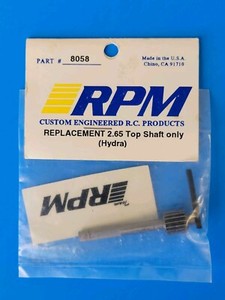 PART # 8058
Made in the U.S.A.
Chino, CA 91710
RPM
CUSTOM ENGINEERED R.C. PRODUCTS
REPLACEMENT 2.65 Top Shaft only
(Hydra)
Team
RPM